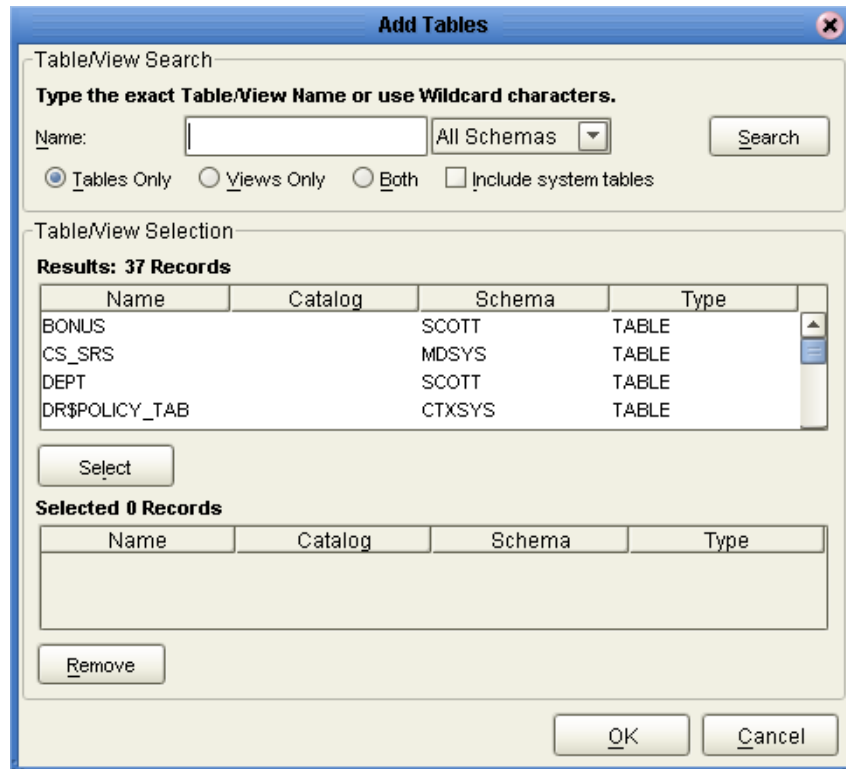 Add Tables
Table/View Search
Type the exact Table/View Name or use Wildcard characters.
Name: All Schemas Search
Tables Only Views Only Both Include system tables
Table/View Selection
Results: 37 Records
Name Catalog Schema Type
BONUS SCOTT TABLE
CS_SRS MDSYS TABLE
DEPT SCOTT TABLE
DR$POLICY_TAB CTXSYS TABLE
Select
Selected 0 Records
Name Catalog Schema Type
Remove
OK Cancel